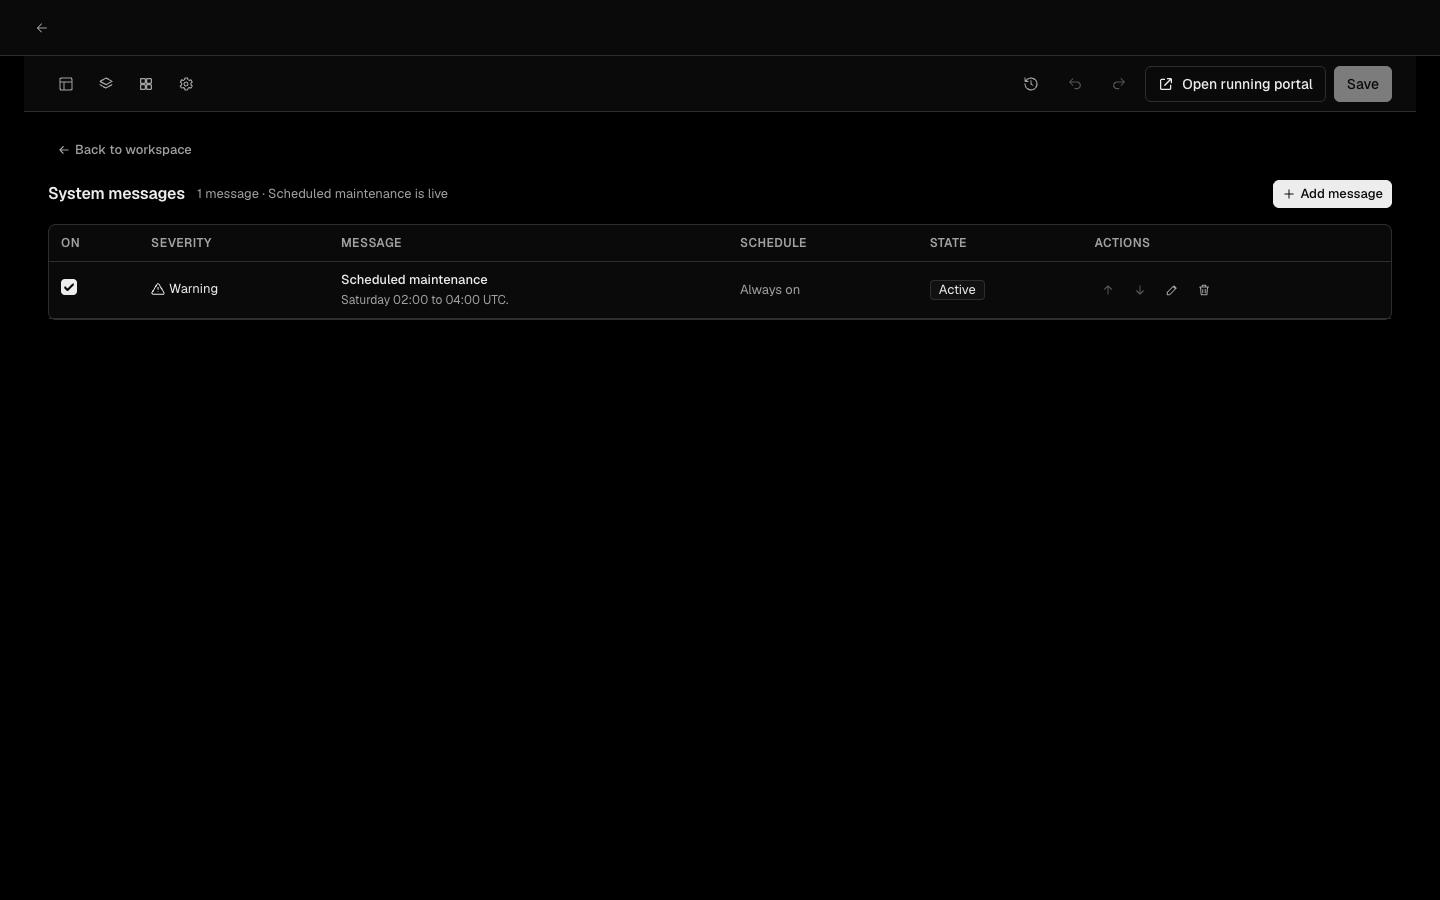 Open running portal
Save
Back to workspace
System messages
1 message · Scheduled maintenance is live
Add message
ON
SEVERITY
MESSAGE
SCHEDULE
STATE
ACTIONS
Warning
Scheduled maintenance
Saturday 02:00 to 04:00 UTC.
Always on
Active